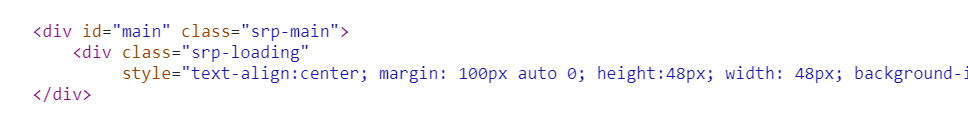 <div id="main" class="srp-main">
<div class="srp-loading"
style="text-align:center; margin: 100px auto 0; height:48px; width: 48px; background-i
</div>